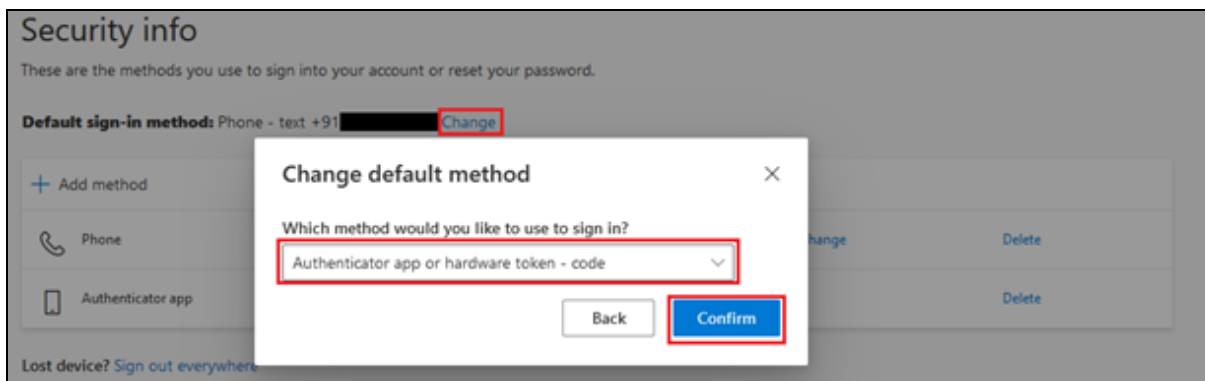 Security info
These are the methods you use to sign into your account or reset your password.
Default sign-in method: Phone - text +91 Change
Change default method
Which method would you like to use to sign in?
Authenticator app or hardware token - code
Back Confirm
+ Add method
Phone hange Delete
Authenticator app Delete
Lost device? Sign out everywhere